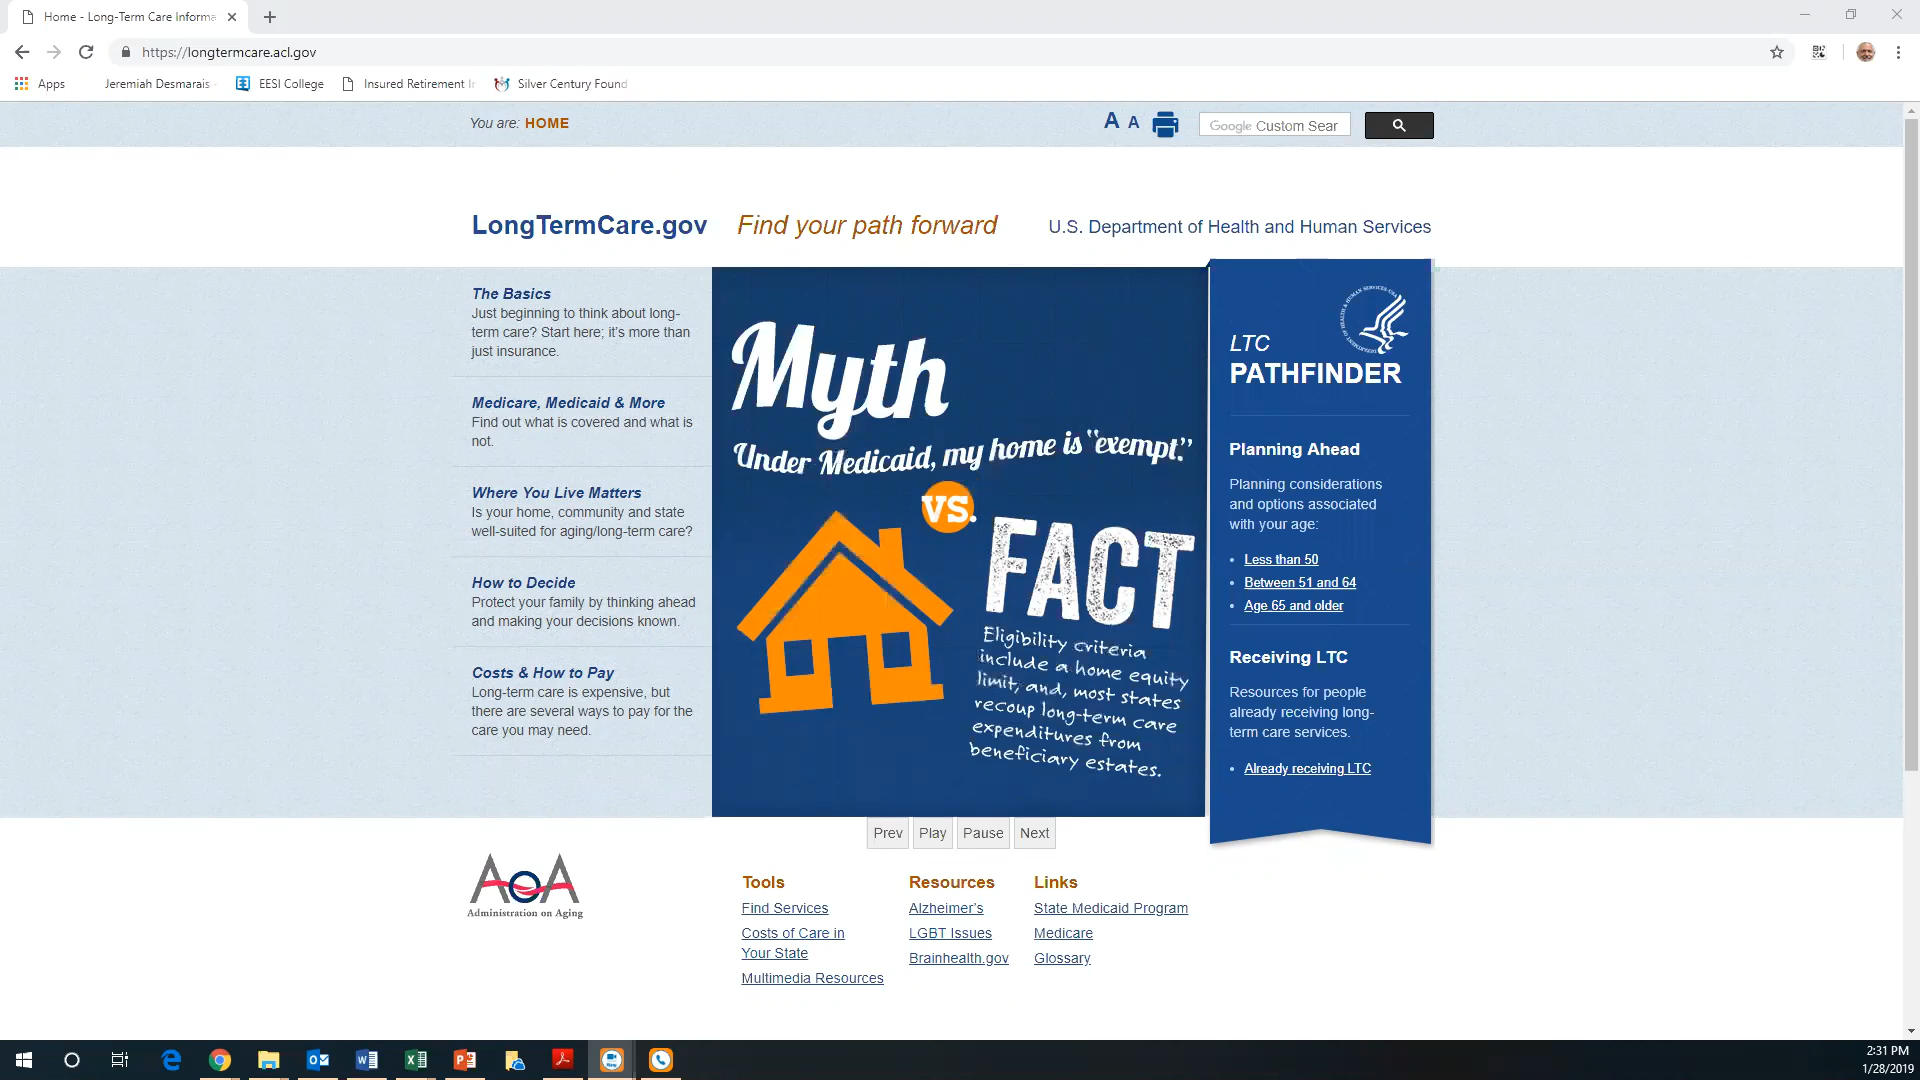 Home - Long-Term Care Informa
https://longtermcare.acl.gov
Apps
Jeremiah Desmarais
EESI College
Insured Retirement I
Silver Century Found
You are: HOME
A A
Google Custom Sear
LongTermCare.gov
Find your path forward
U.S. Department of Health and Human Services
The Basics
Just beginning to think about long-
term care? Start here; it's more than
just insurance.
Medicare, Medicaid & More
Find out what is covered and what is
not.
Where You Live Matters
Is your home, community and state
well-suited for aging/long-term care?
How to Decide
Protect your family by thinking ahead
and making your decisions known.
Costs & How to Pay
Long-term care is expensive, but
there are several ways to pay for the
care you may need.
Myth
Under Medicaid, my home is "exempt."
VS.
FACT
Eligibility criteria
include a home equity
limit, and, most states
recoup long-term care
expenditures from
beneficiary estates.
LTC
PATHFINDER
Planning Ahead
Planning considerations
and options associated
with your age:
Less than 50
Between 51 and 64
Age 65 and older
Receiving LTC
Resources for people
already receiving long-
term care services.
Already receiving LTC
Prev
Play
Pause
Next
AoA
Administration on Aging
Tools
Find Services
Costs of Care in
Your State
Multimedia Resources
Resources
Alzheimer's
LGBT Issues
Brainhealth.gov
Links
State Medicaid Program
Medicare
Glossary
2:31 PM
1/28/2019